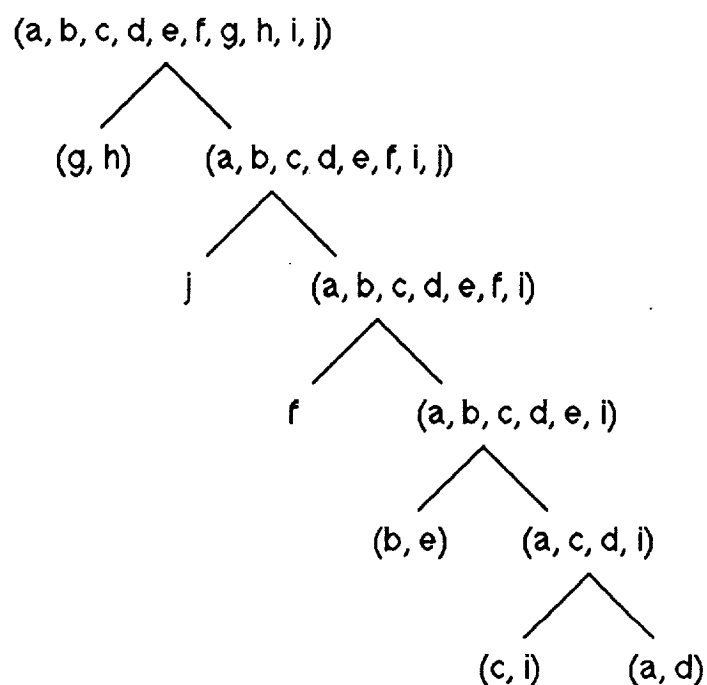 (a, b, c, d, e, f, g, h, i, j)
(g, h) (a, b, c, d, e, f, i, j)
j (a, b, c, d, e, f, i)
f (a, b, c, d, e, i)
(b, e) (a, c, d, i)
(c, i) (a, d)